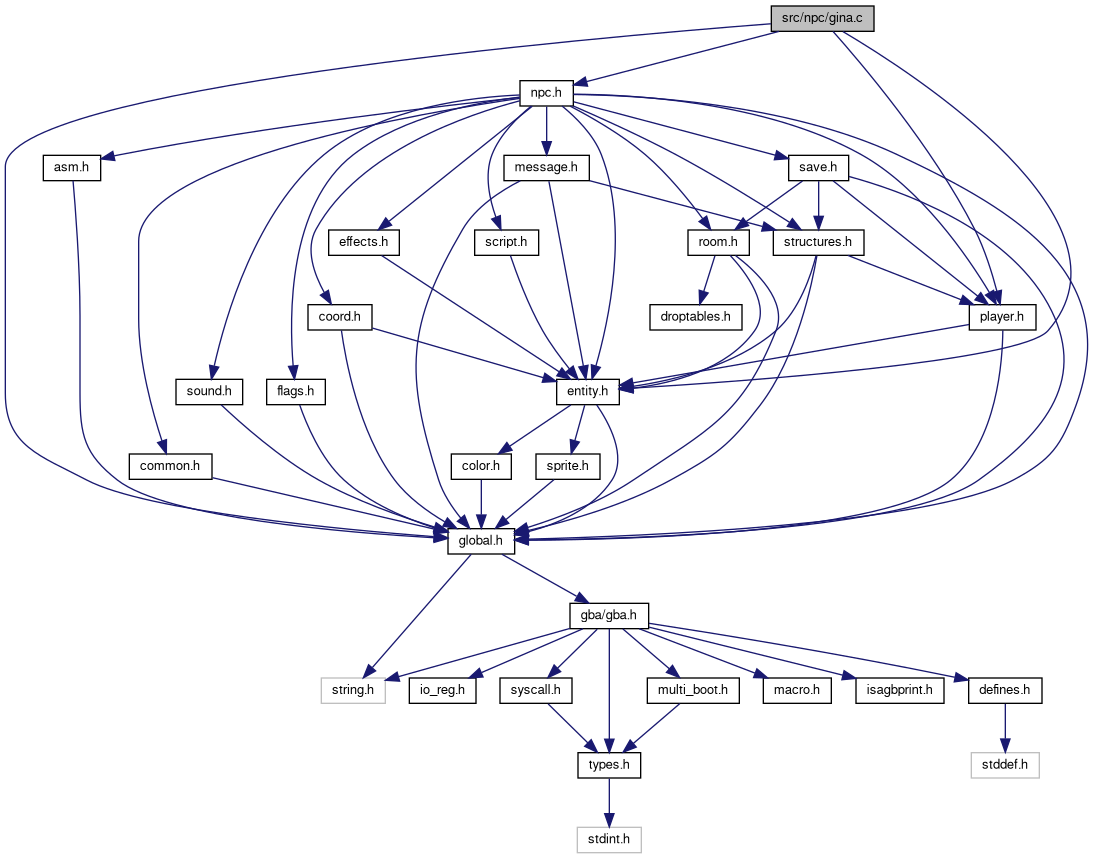 src/npc/gina.c
npc.h
asm.h
message.h
save.h
effects.h
script.h
room.h
structures.h
coord.h
droptables.h
player.h
sound.h
flags.h
entity.h
common.h
color.h
sprite.h
global.h
gba/gba.h
string.h
io_reg.h
syscall.h
multi_boot.h
macro.h
isagbprint.h
defines.h
types.h
stddef.h
stdint.h